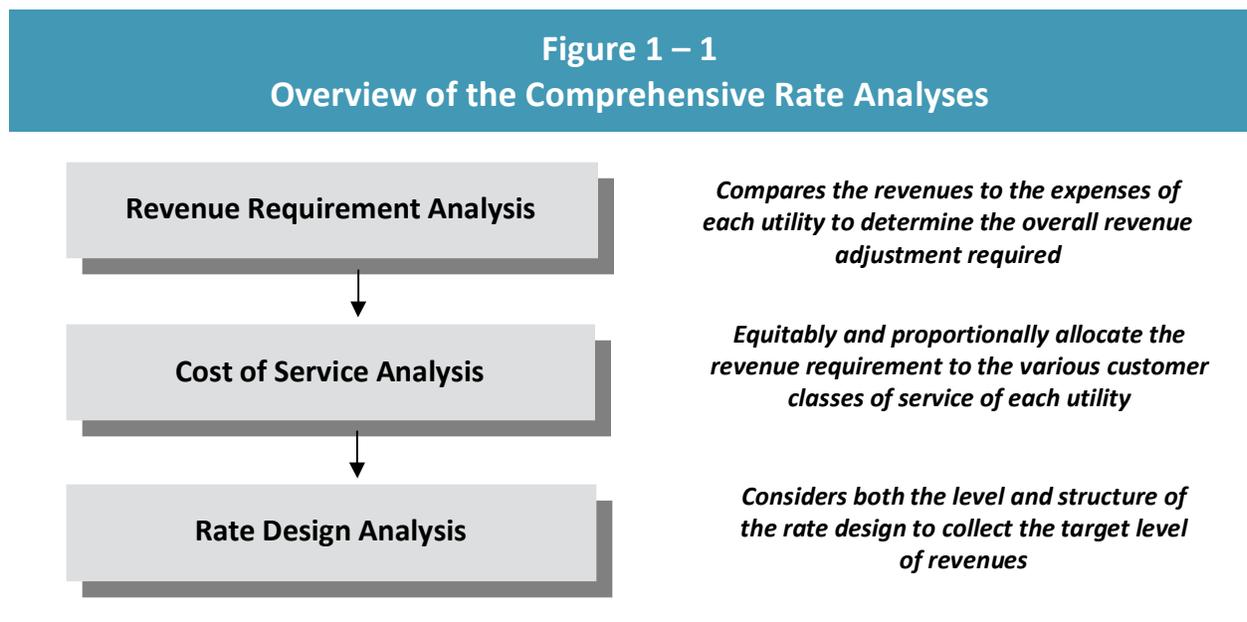 Figure 1 – 1
Overview of the Comprehensive Rate Analyses
Revenue Requirement Analysis
Compares the revenues to the expenses of
each utility to determine the overall revenue
adjustment required
Cost of Service Analysis
Equitably and proportionally allocate the
revenue requirement to the various customer
classes of service of each utility
Rate Design Analysis
Considers both the level and structure of
the rate design to collect the target level
of revenues